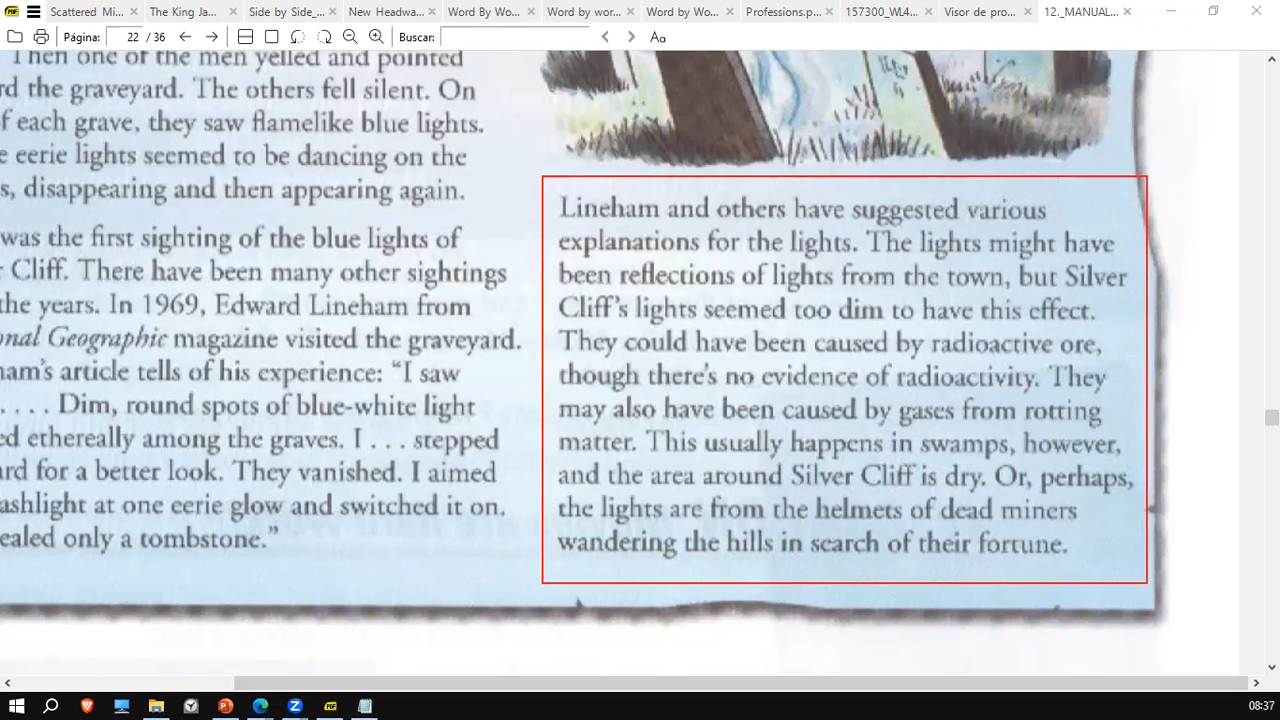 Scattered Mi...
The King Ja...
Side by Side_...
New Headwa...
Word By Wo...
Word by wor...
Word by Wo...
Professions.p...
157300_WL4...
Visor de pro...
12._MANUAL...
Página: 22 / 36
Buscar:
Then one of the men yelled and pointed
rd the graveyard. The others fell silent. On
f each grave, they saw flamelike blue lights.
e eerie lights seemed to be dancing on the
s, disappearing and then appearing again.
was the first sighting of the blue lights of
r Cliff. There have been many other sightings
the years. In 1969, Edward Lineham from
onal Geographic magazine visited the graveyard.
ham's article tells of his experience: "I saw
. . . . Dim, round spots of blue-white light
ed ethereally among the graves. I . . . stepped
ard for a better look. They vanished. I aimed
ashlight at one eerie glow and switched it on.
ealed only a tombstone."
Lineham and others have suggested various
explanations for the lights. The lights might have
been reflections of lights from the town, but Silver
Cliff's lights seemed too dim to have this effect.
They could have been caused by radioactive ore,
though there's no evidence of radioactivity. They
may also have been caused by gases from rotting
matter. This usually happens in swamps, however,
and the area around Silver Cliff is dry. Or, perhaps,
the lights are from the helmets of dead miners
wandering the hills in search of their fortune.
08:37